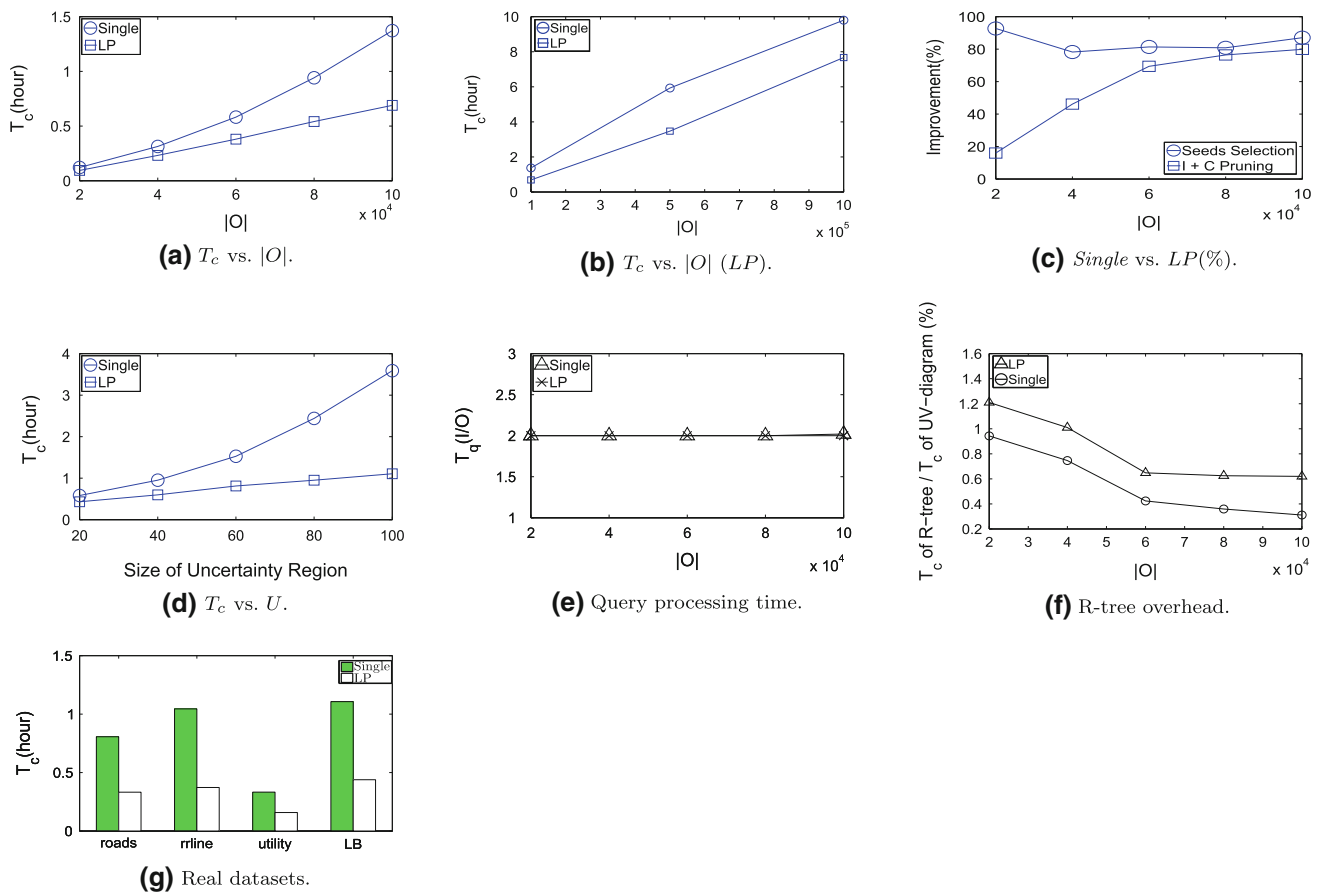 1.5
1
0.5
0
Single
LP
T_c(hour)
2 4 6 8 10
x 10^4
|O|
(a) T_c vs. |O|.
10
8
6
4
2
0
Single
LP
T_c(hour)
1 2 3 4 5 6 7 8 9 10
x 10^5
|O|
(b) T_c vs. |O| (LP).
100
80
60
40
20
0
Improvement(%)
Seeds Selection
I + C Pruning
2 4 6 8 10
x 10^4
|O|
(c) Single vs. LP(%).
4
3
2
1
0
Single
LP
T_c(hour)
20 40 60 80 100
Size of Uncertainty Region
(d) T_c vs. U.
3
2.5
2
1.5
1
Single
LP
T_q(I/O)
2 4 6 8 10
x 10^4
|O|
(e) Query processing time.
T_c of R−tree / T_c of UV−diagram (%)
1.6
1.4
1.2
1
0.8
0.6
0.4
0.2
LP
Single
2 3 4 5 6 7 8 9 10
x 10^4
|O|
(f) R-tree overhead.
1.5
1
0.5
0
Single
LP
T_c(hour)
roads rrline utility LB
(g) Real datasets.